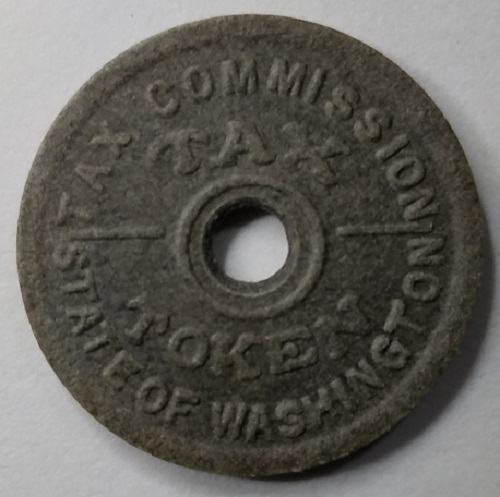 TAX COMMISSION
TAX
TOKEN
STATE OF WASHINGTON